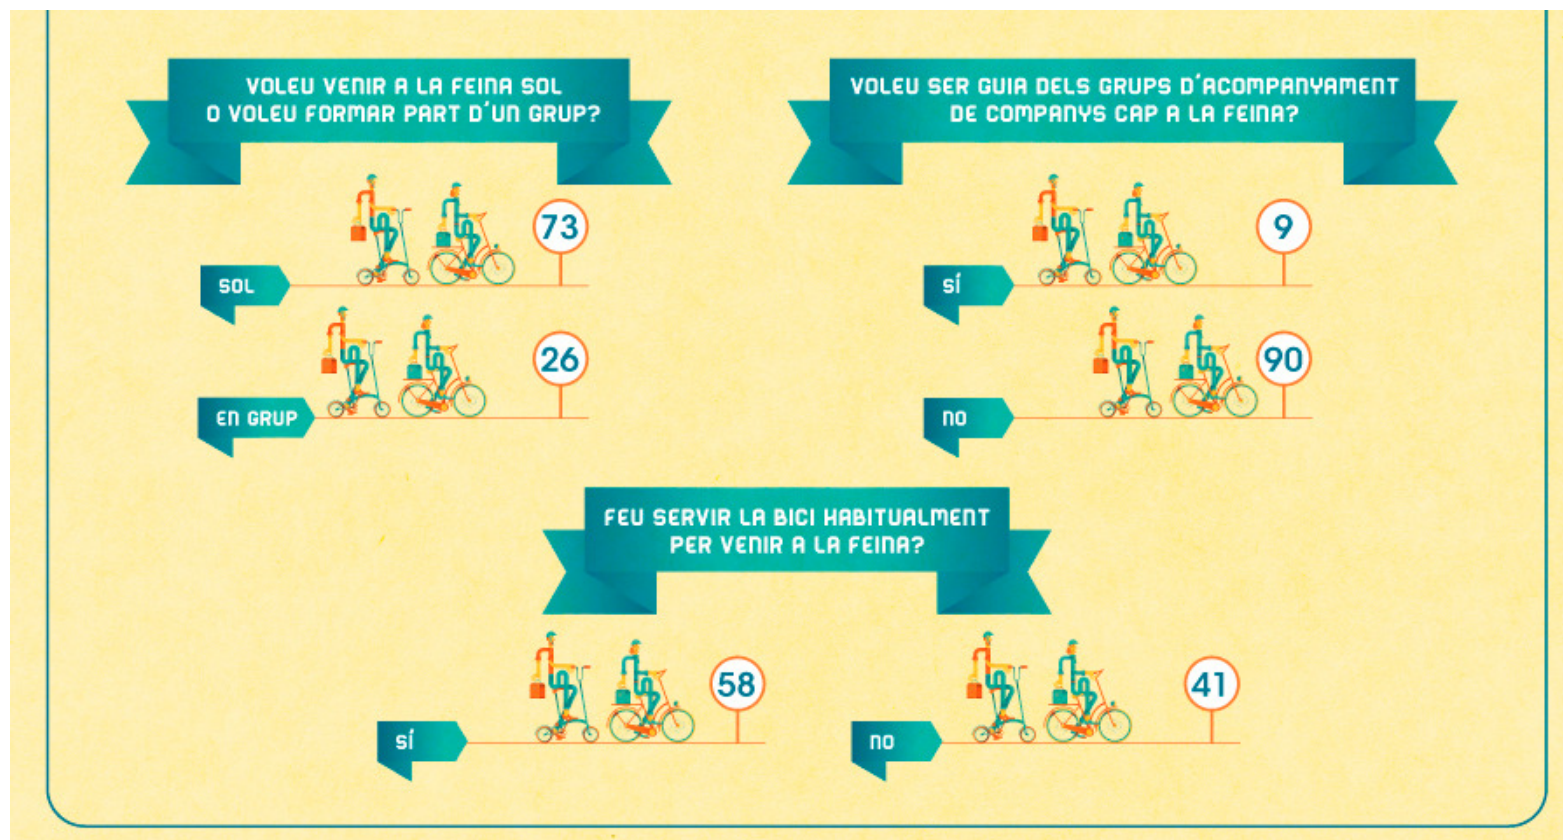 VOLEU VENIR A LA FEINA SOL
O VOLEU FORMAR PART D'UN GRUP?
SOL
73
EN GRUP
26
VOLEU SER GUIA DELS GRUPS D'ACOMPANYAMENT
DE COMPANYS CAP A LA FEINA?
SÍ
9
NO
90
FEU SERVIR LA BICI HABITUALMENT
PER VENIR A LA FEINA?
SÍ
58
NO
41